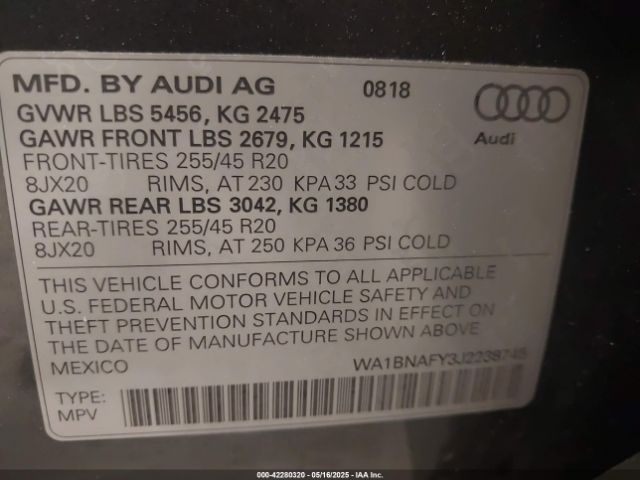 MFD. BY AUDI AG 0818
GVWR LBS 5456, KG 2475
GAWR FRONT LBS 2679, KG 1215
Audi
FRONT-TIRES 255/45 R20
8JX20 RIMS, AT 230 KPA 33 PSI COLD
GAWR REAR LBS 3042, KG 1380
REAR-TIRES 255/45 R20
8JX20 RIMS, AT 250 KPA 36 PSI COLD
THIS VEHICLE CONFORMS TO ALL APPLICABLE
U.S. FEDERAL MOTOR VEHICLE SAFETY AND
THEFT PREVENTION STANDARDS IN EFFECT ON
THE DATE OF MANUFACTURE SHOWN ABOVE
MEXICO WA1BNAFY3J2238745
TYPE:
MPV
000-42280320 - 05/16/2025 - IAA Inc.